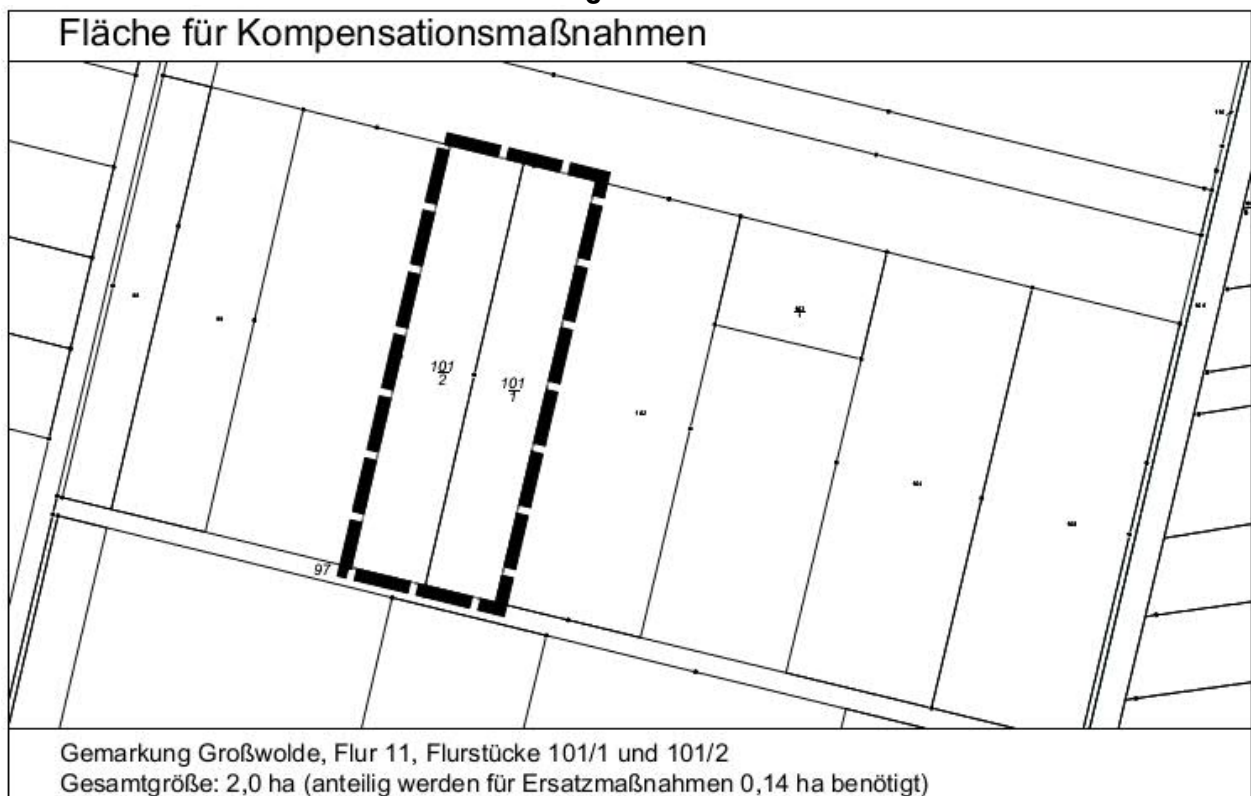 Fläche für Kompensationsmaßnahmen
101
2
101
1
97
Gemarkung Großwolde, Flur 11, Flurstücke 101/1 und 101/2
Gesamtgröße: 2,0 ha (anteilig werden für Ersatzmaßnahmen 0,14 ha benötigt)